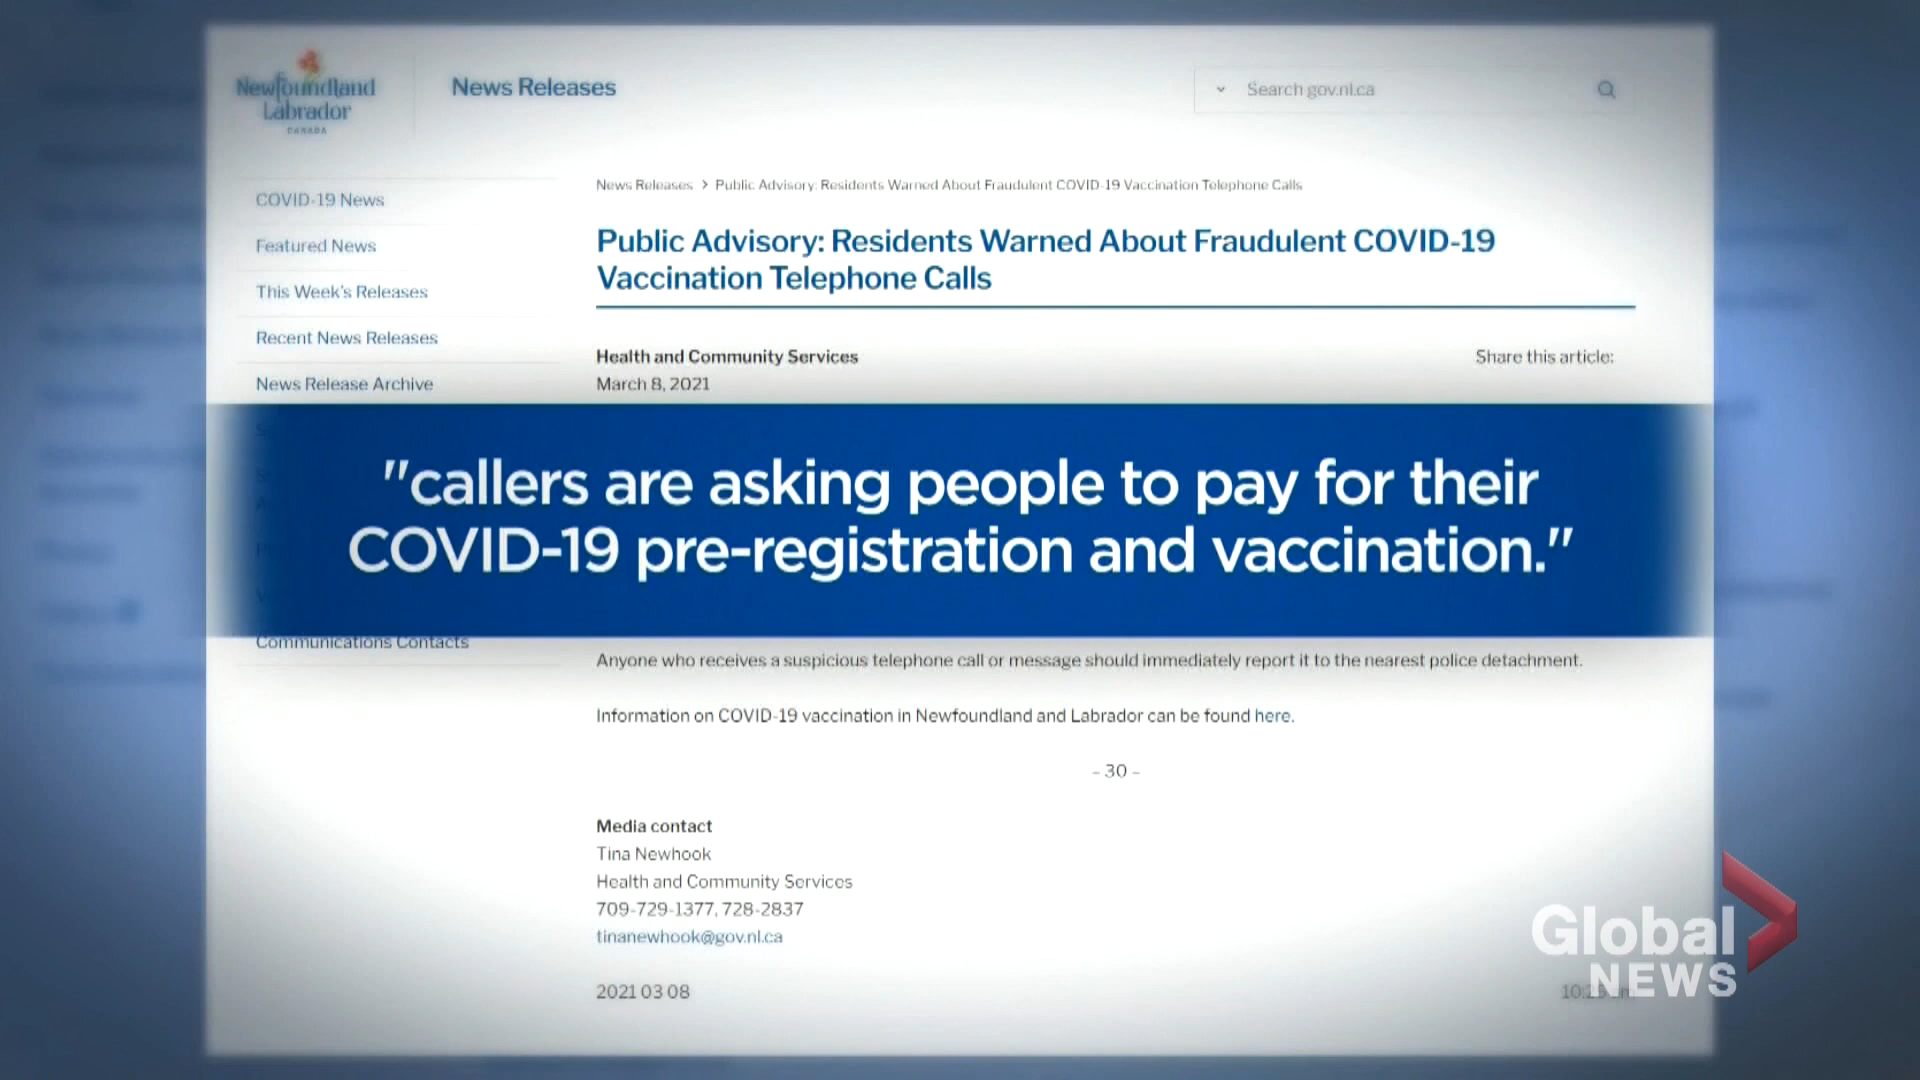 Newfoundland
Labrador
CANADA
News Releases
Search gov.nl.ca
COVID-19 News
Featured News
This Week's Releases
Recent News Releases
News Release Archive
Communications Contacts
News Releases > Public Advisory: Residents Warned About Fraudulent COVID-19 Vaccination Telephone Calls
Public Advisory: Residents Warned About Fraudulent COVID-19
Vaccination Telephone Calls
Health and Community Services
Share this article:
March 8, 2021
"callers are asking people to pay for their
COVID-19 pre-registration and vaccination."
Anyone who receives a suspicious telephone call or message should immediately report it to the nearest police detachment.
Information on COVID-19 vaccination in Newfoundland and Labrador can be found here.
- 30 -
Media contact
Tina Newhook
Health and Community Services
709-729-1377, 728-2837
tinanewhook@gov.nl.ca
2021 03 08
Global
NEWS